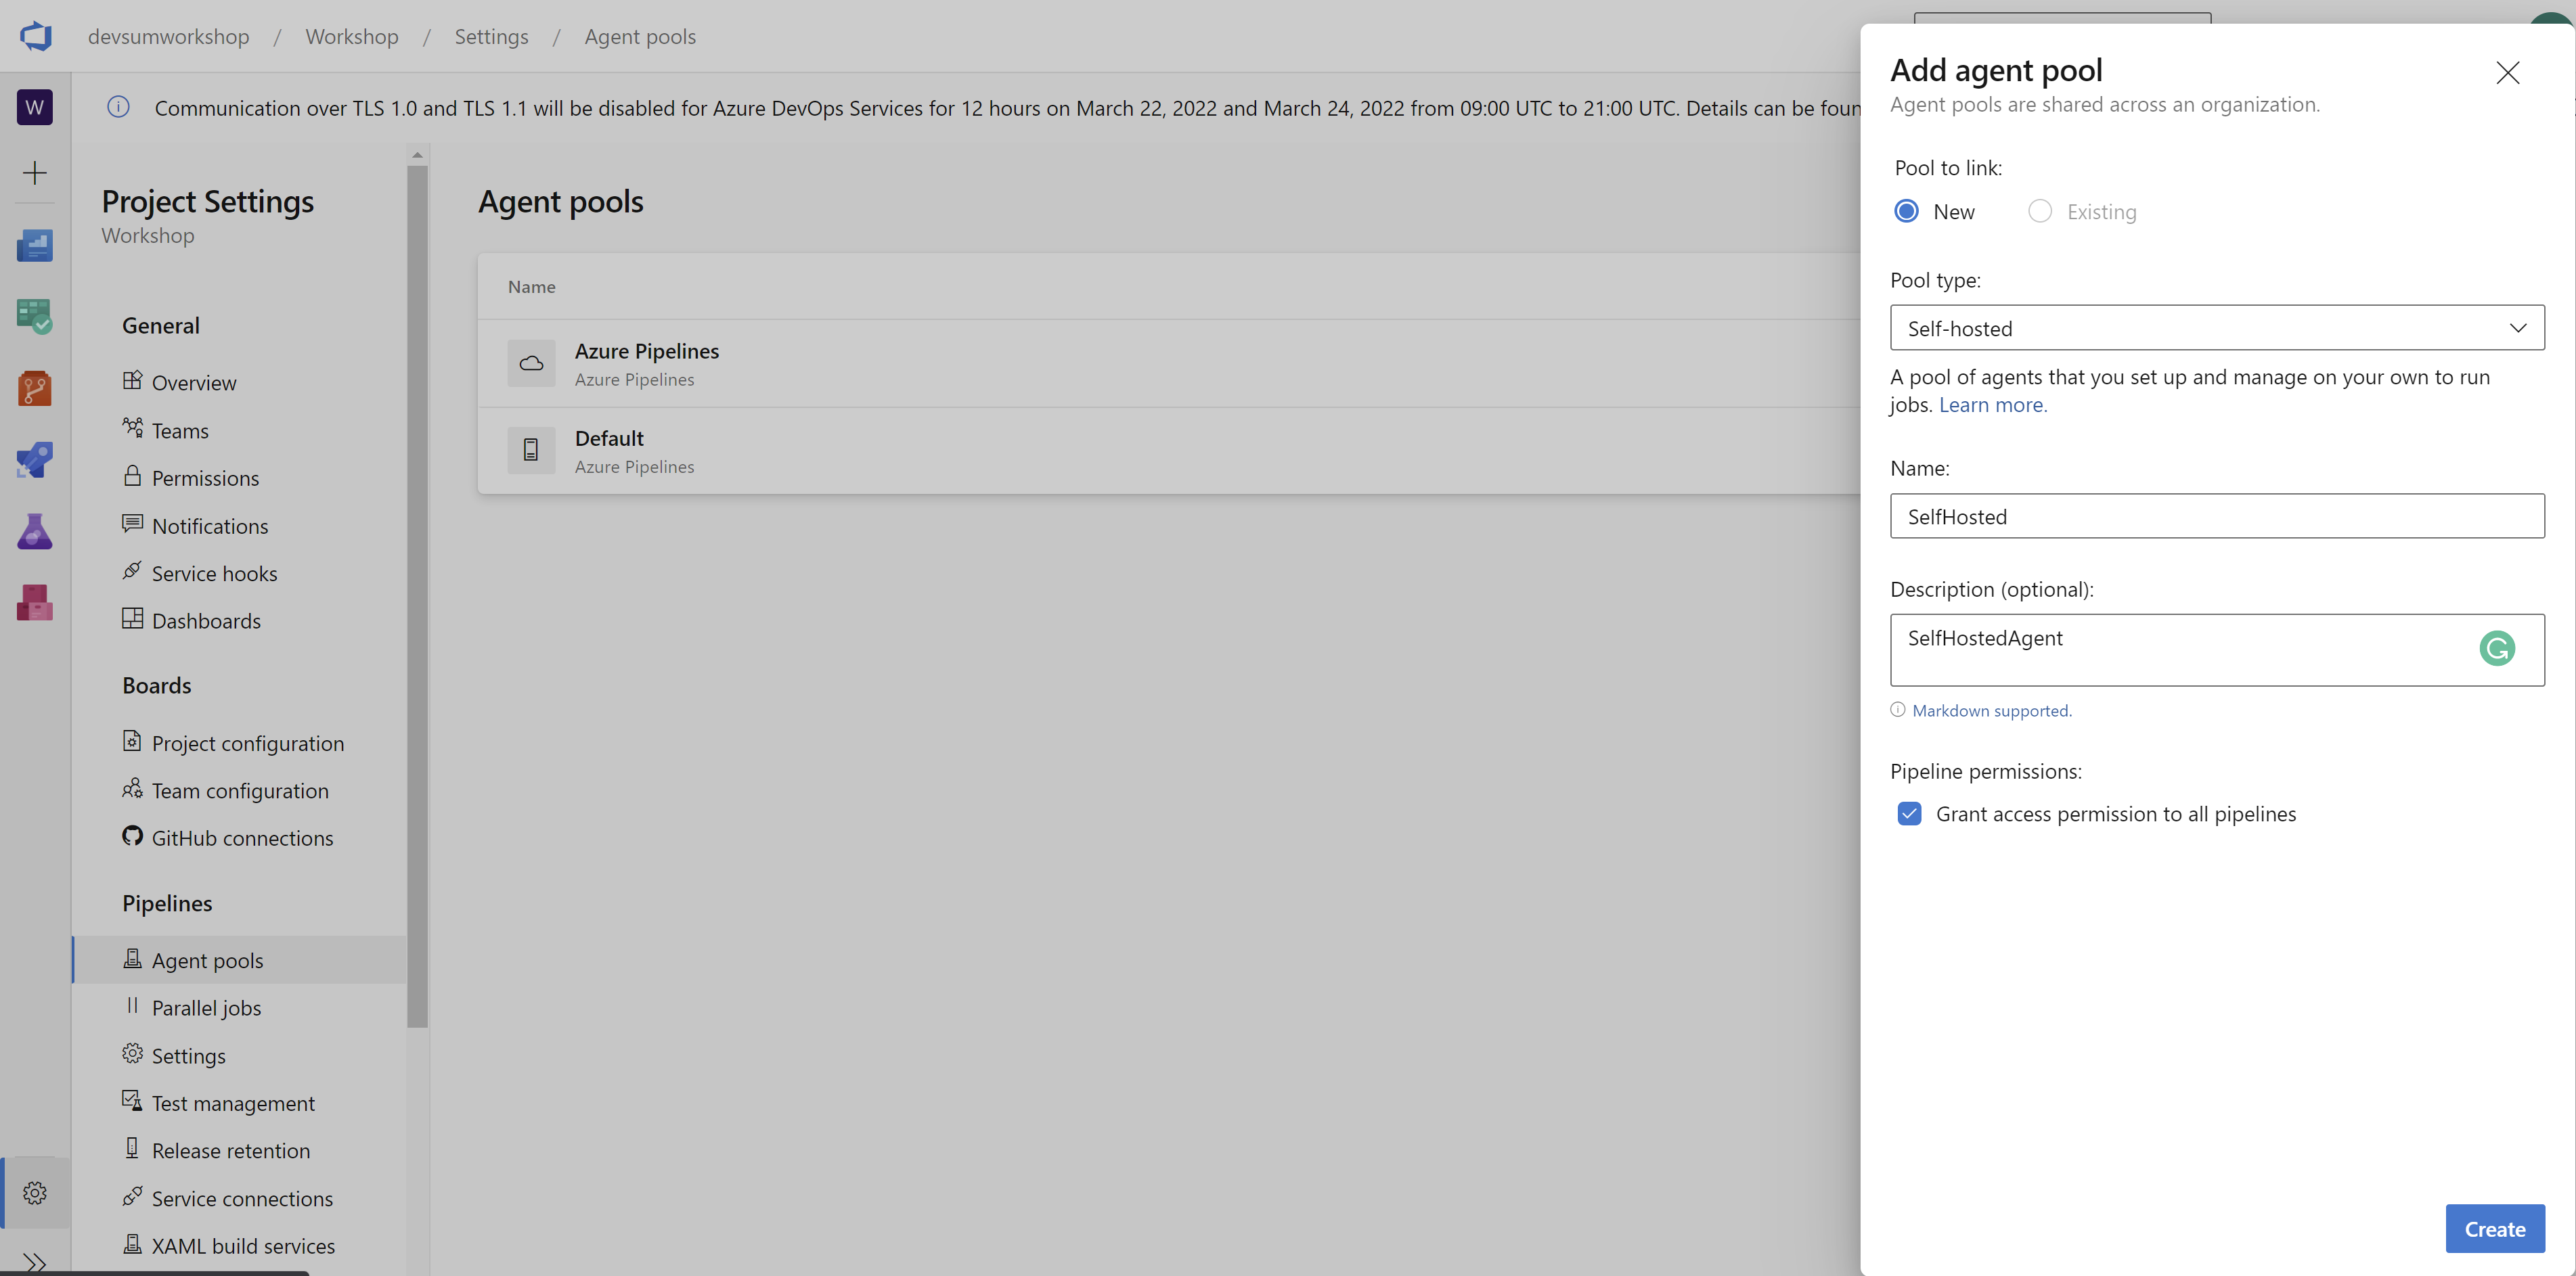 devsumworkshop / Workshop / Settings / Agent pools
W
Communication over TLS 1.0 and TLS 1.1 will be disabled for Azure DevOps Services for 12 hours on March 22, 2022 and March 24, 2022 from 09:00 UTC to 21:00 UTC. Details can be foun
Project Settings
Workshop
General
Overview
Teams
Permissions
Notifications
Service hooks
Dashboards
Boards
Project configuration
Team configuration
GitHub connections
Pipelines
Agent pools
Parallel jobs
Settings
Test management
Release retention
Service connections
XAML build services
Agent pools
Name
Azure Pipelines
Azure Pipelines
Default
Azure Pipelines
Add agent pool
Agent pools are shared across an organization.
Pool to link:
New Existing
Pool type:
Self-hosted
A pool of agents that you set up and manage on your own to run
jobs. Learn more.
Name:
SelfHosted
Description (optional):
SelfHostedAgent
Markdown supported.
Pipeline permissions:
Grant access permission to all pipelines
Create